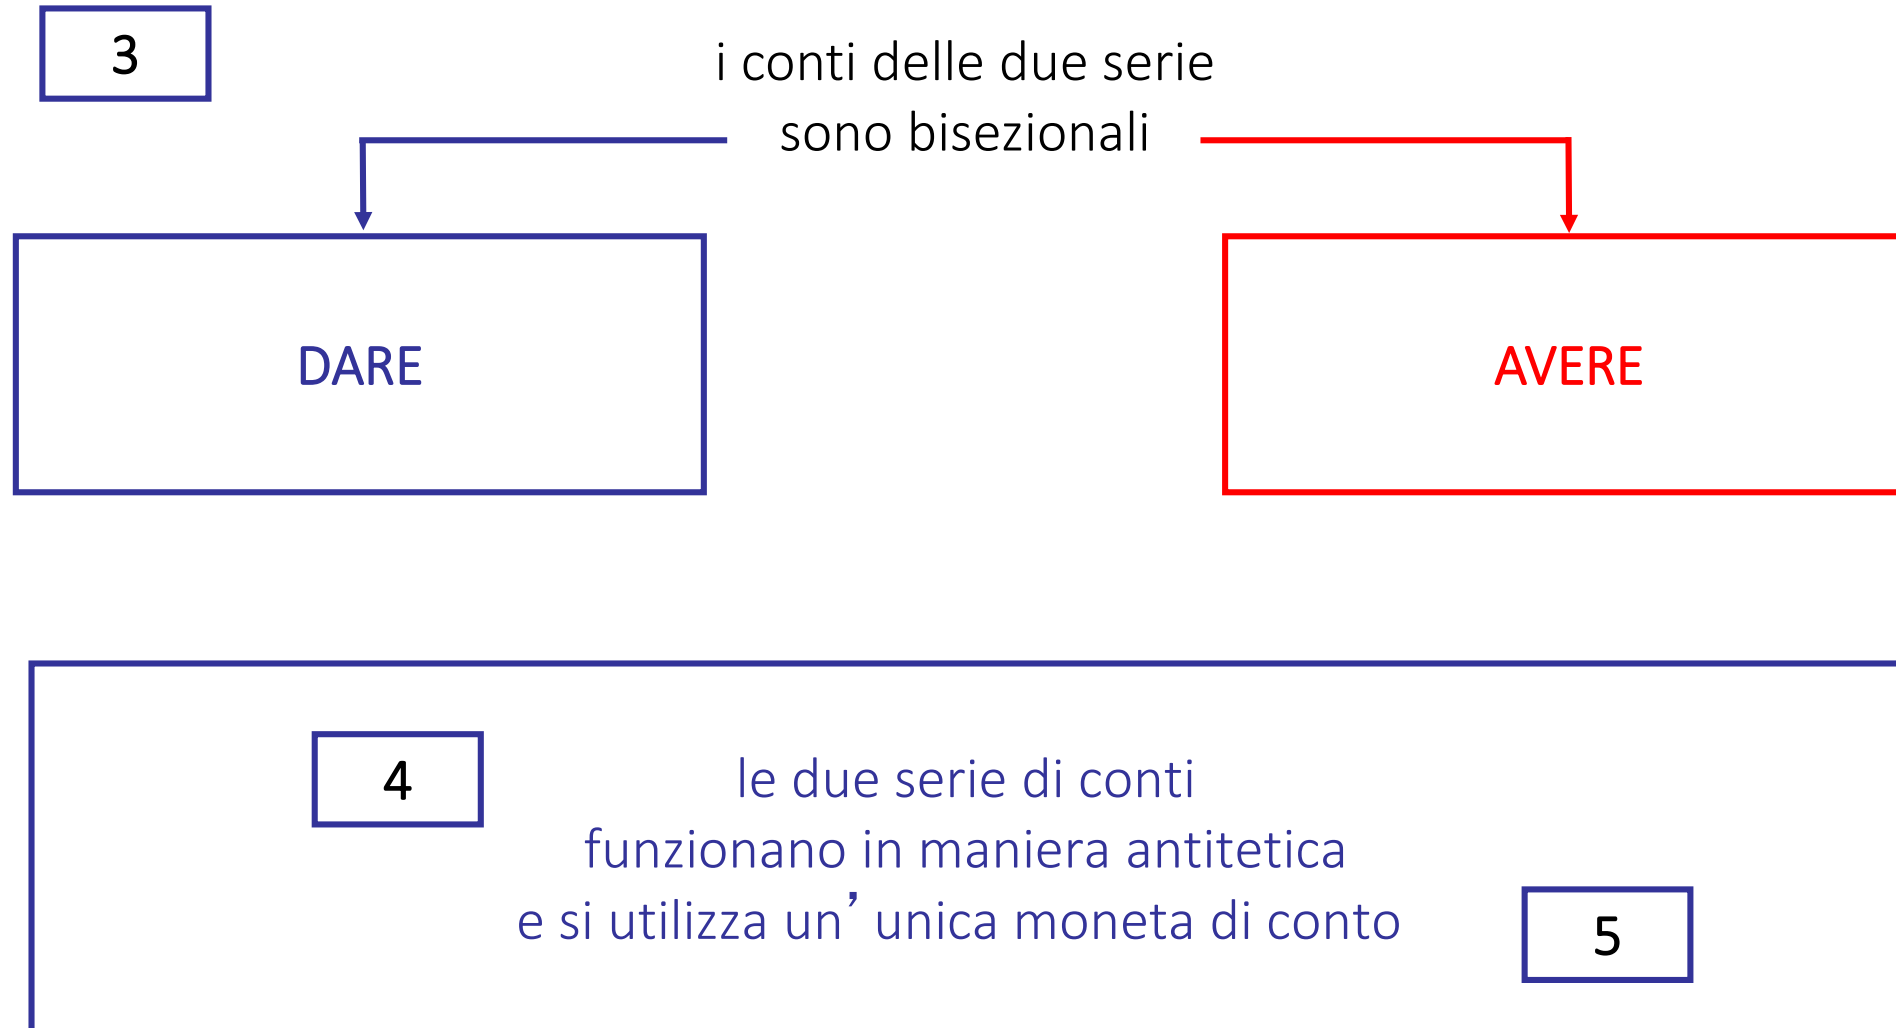 3
i conti delle due serie
sono bisezionali
DARE
AVERE
4
le due serie di conti
funzionano in maniera antitetica
e si utilizza un’ unica moneta di conto
5